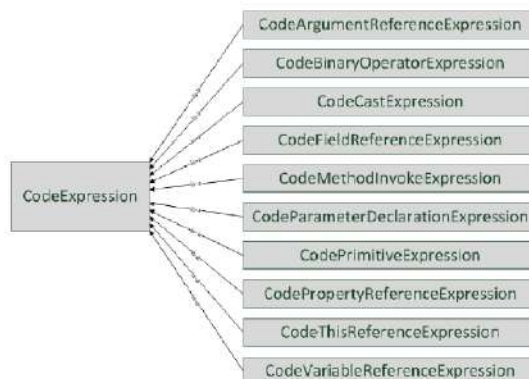 CodeArgumentReferenceExpression
CodeBinaryOperatorExpression
CodeCastExpression
CodeFieldReferenceExpression
CodeExpression
CodeMethodInvokeExpression
CodeParameterDeclarationExpression
CodePrimitiveExpression
CodePropertyReferenceExpression
CodeThisReferenceExpression
CodeVariableReferenceExpression